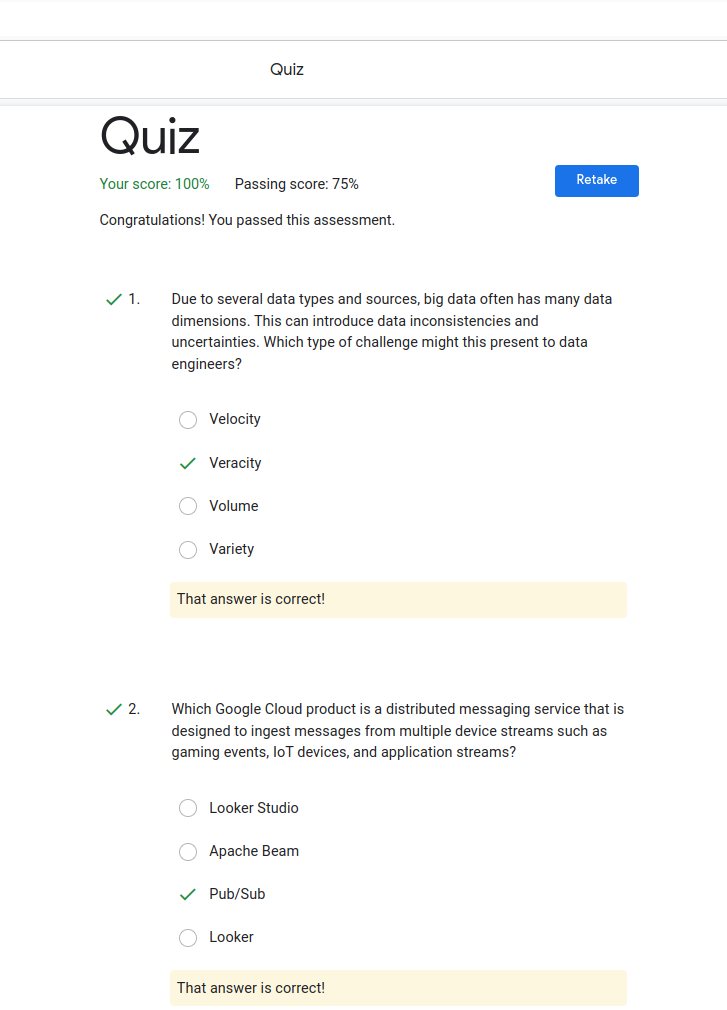 Quiz
Quiz
Your score: 100% Passing score: 75%
Retake
Congratulations! You passed this assessment.
1. Due to several data types and sources, big data often has many data
dimensions. This can introduce data inconsistencies and
uncertainties. Which type of challenge might this present to data
engineers?
Velocity
Veracity
Volume
Variety
That answer is correct!
2. Which Google Cloud product is a distributed messaging service that is
designed to ingest messages from multiple device streams such as
gaming events, IoT devices, and application streams?
Looker Studio
Apache Beam
Pub/Sub
Looker
That answer is correct!